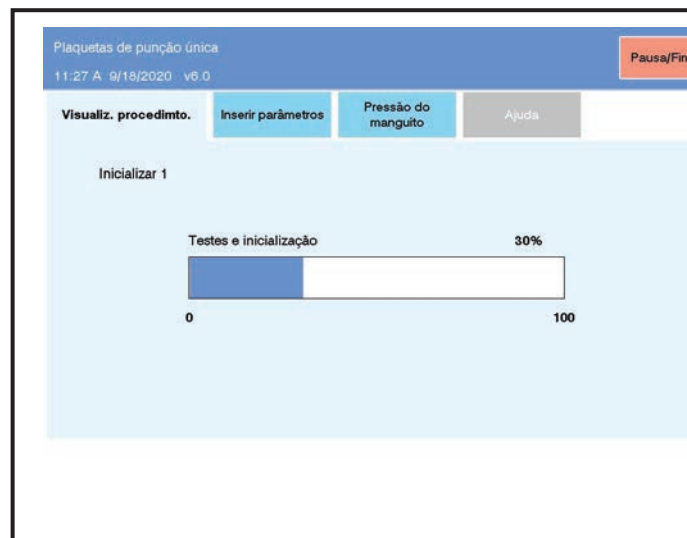 Plaquetas de punção única
11:27 A 9/18/2020 v6.0
Pausa/Fin
Visualiz. procedimto.
Inserir parâmetros
Pressão do
manguito
Ajuda
Inicializar 1
Testes e inicialização 30%
0 100